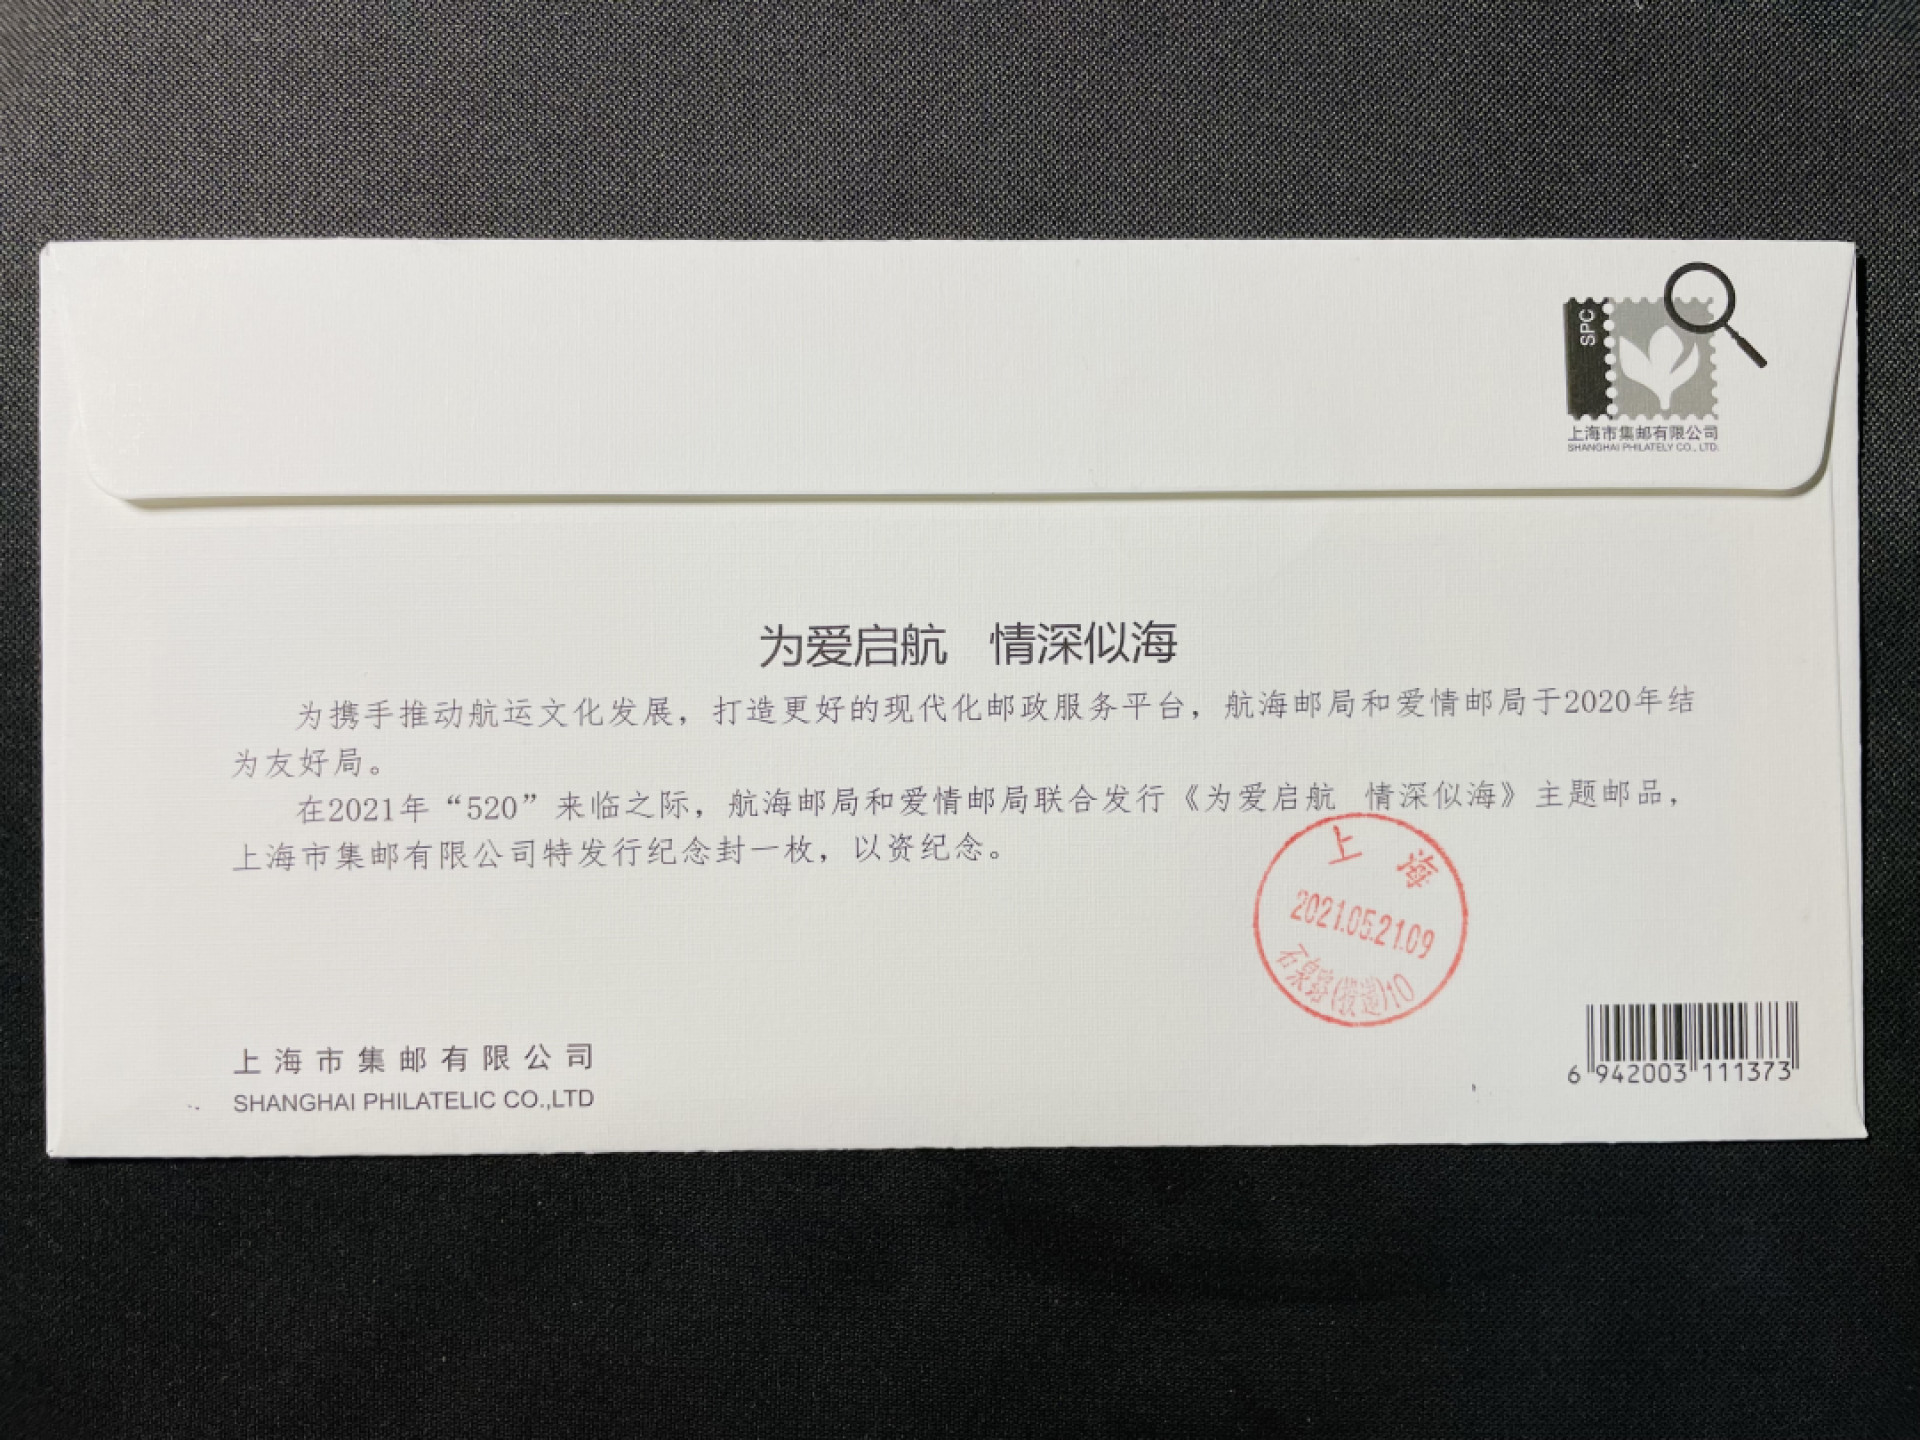 SPC
上海市集邮有限公司
SHANGHAI PHILATELY CO., LTD.
为爱启航 情深似海
为携手推动航运文化发展，打造更好的现代化邮政服务平台，航海邮局和爱情邮局于2020年结
为友好局。
在2021年“520”来临之际，航海邮局和爱情邮局联合发行《为爱启航 情深似海》主题邮品，
上海市集邮有限公司特发行纪念封一枚，以资纪念。
上海
2021.05.21.09
石泉路(投递)10
上海市集邮有限公司
SHANGHAI PHILATELIC CO.,LTD
6 942003 111373